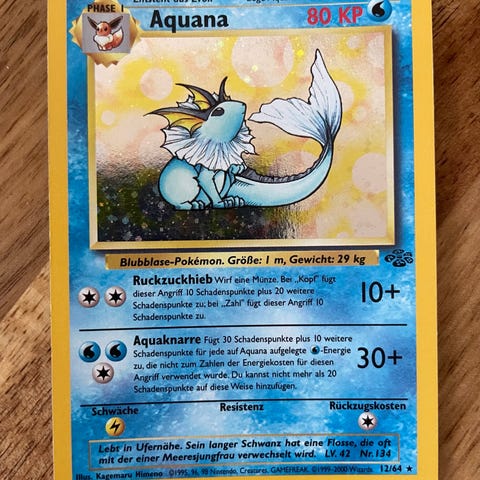 PHASE 1
Aquana 80 KP
Blubblase-Pokémon. Größe: 1 m, Gewicht: 29 kg
Ruckzuckhieb Wirf eine Münze. Bei „Kopf" fügt
dieser Angriff 10 Schadenspunkte plus 20 weitere
Schadenspunkte zu; bei „Zahl" fügt dieser Angriff 10
Schadenspunkte zu.
10+
Aquaknarre Fügt 30 Schadenspunkte plus 10 weitere
Schadenspunkte für jede auf Aquana aufgelegte -Energie
zu, die nicht zum Zahlen der Energiekosten für diesen
Angriff verwendet wurde. Du kannst nicht mehr als 20
Schadenspunkte auf diese Weise hinzufügen.
30+
Schwäche Resistenz Rückzugskosten
Lebt in Ufernähe. Sein langer Schwanz hat eine Flosse, die oft
mit der einer Meeresjungfrau verwechselt wird. LV. 42 Nr. 134
Illus. Kagemaru Himeno ©1995, 96, 98 Nintendo, Creatures, GAMEFREAK. ©1999-2000 Wizards. 12/64 ★